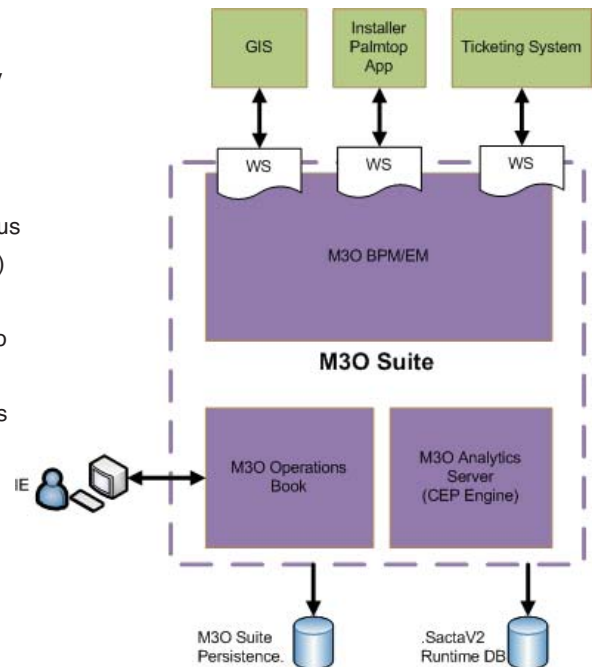 GIS
Installer
Palmtop
App
Ticketing System
WS
WS
WS
us
)
s
M3O BPM/EM
M3O Suite
M3O Operations
Book
M3O Analytics
Server
(CEP Engine)
IE
M3O Suite
Persistence.
.SactaV2
Runtime DB